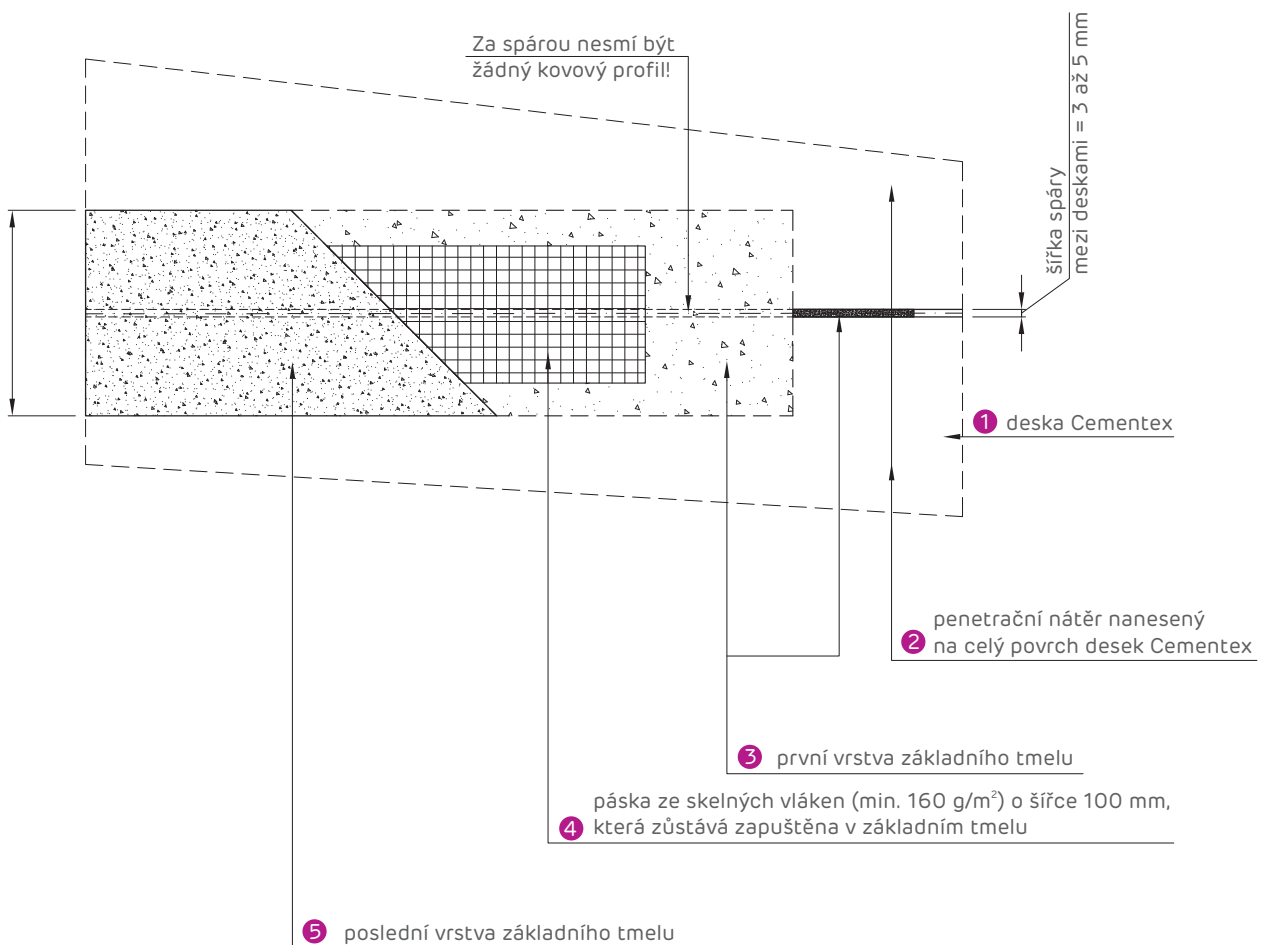 Za spárou nesmí být
žádný kovový profil!
šířka spáry
mezi deskami = 3 až 5 mm
1 deska Cementex
penetrační nátěr nanesený
2 na celý povrch desek Cementex
3 první vrstva základního tmelu
páska ze skelných vláken (min. 160 g/m²) o šířce 100 mm,
4 která zůstává zapuštěna v základním tmelu
5 poslední vrstva základního tmelu